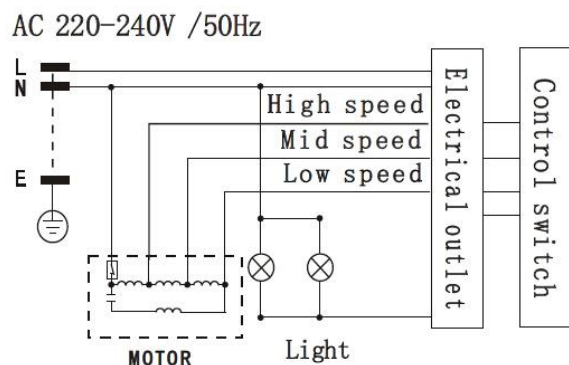 AC 220-240V /50Hz
L
N
E
High speed
Mid speed
Low speed
Electrical outlet
Control switch
MOTOR
Light